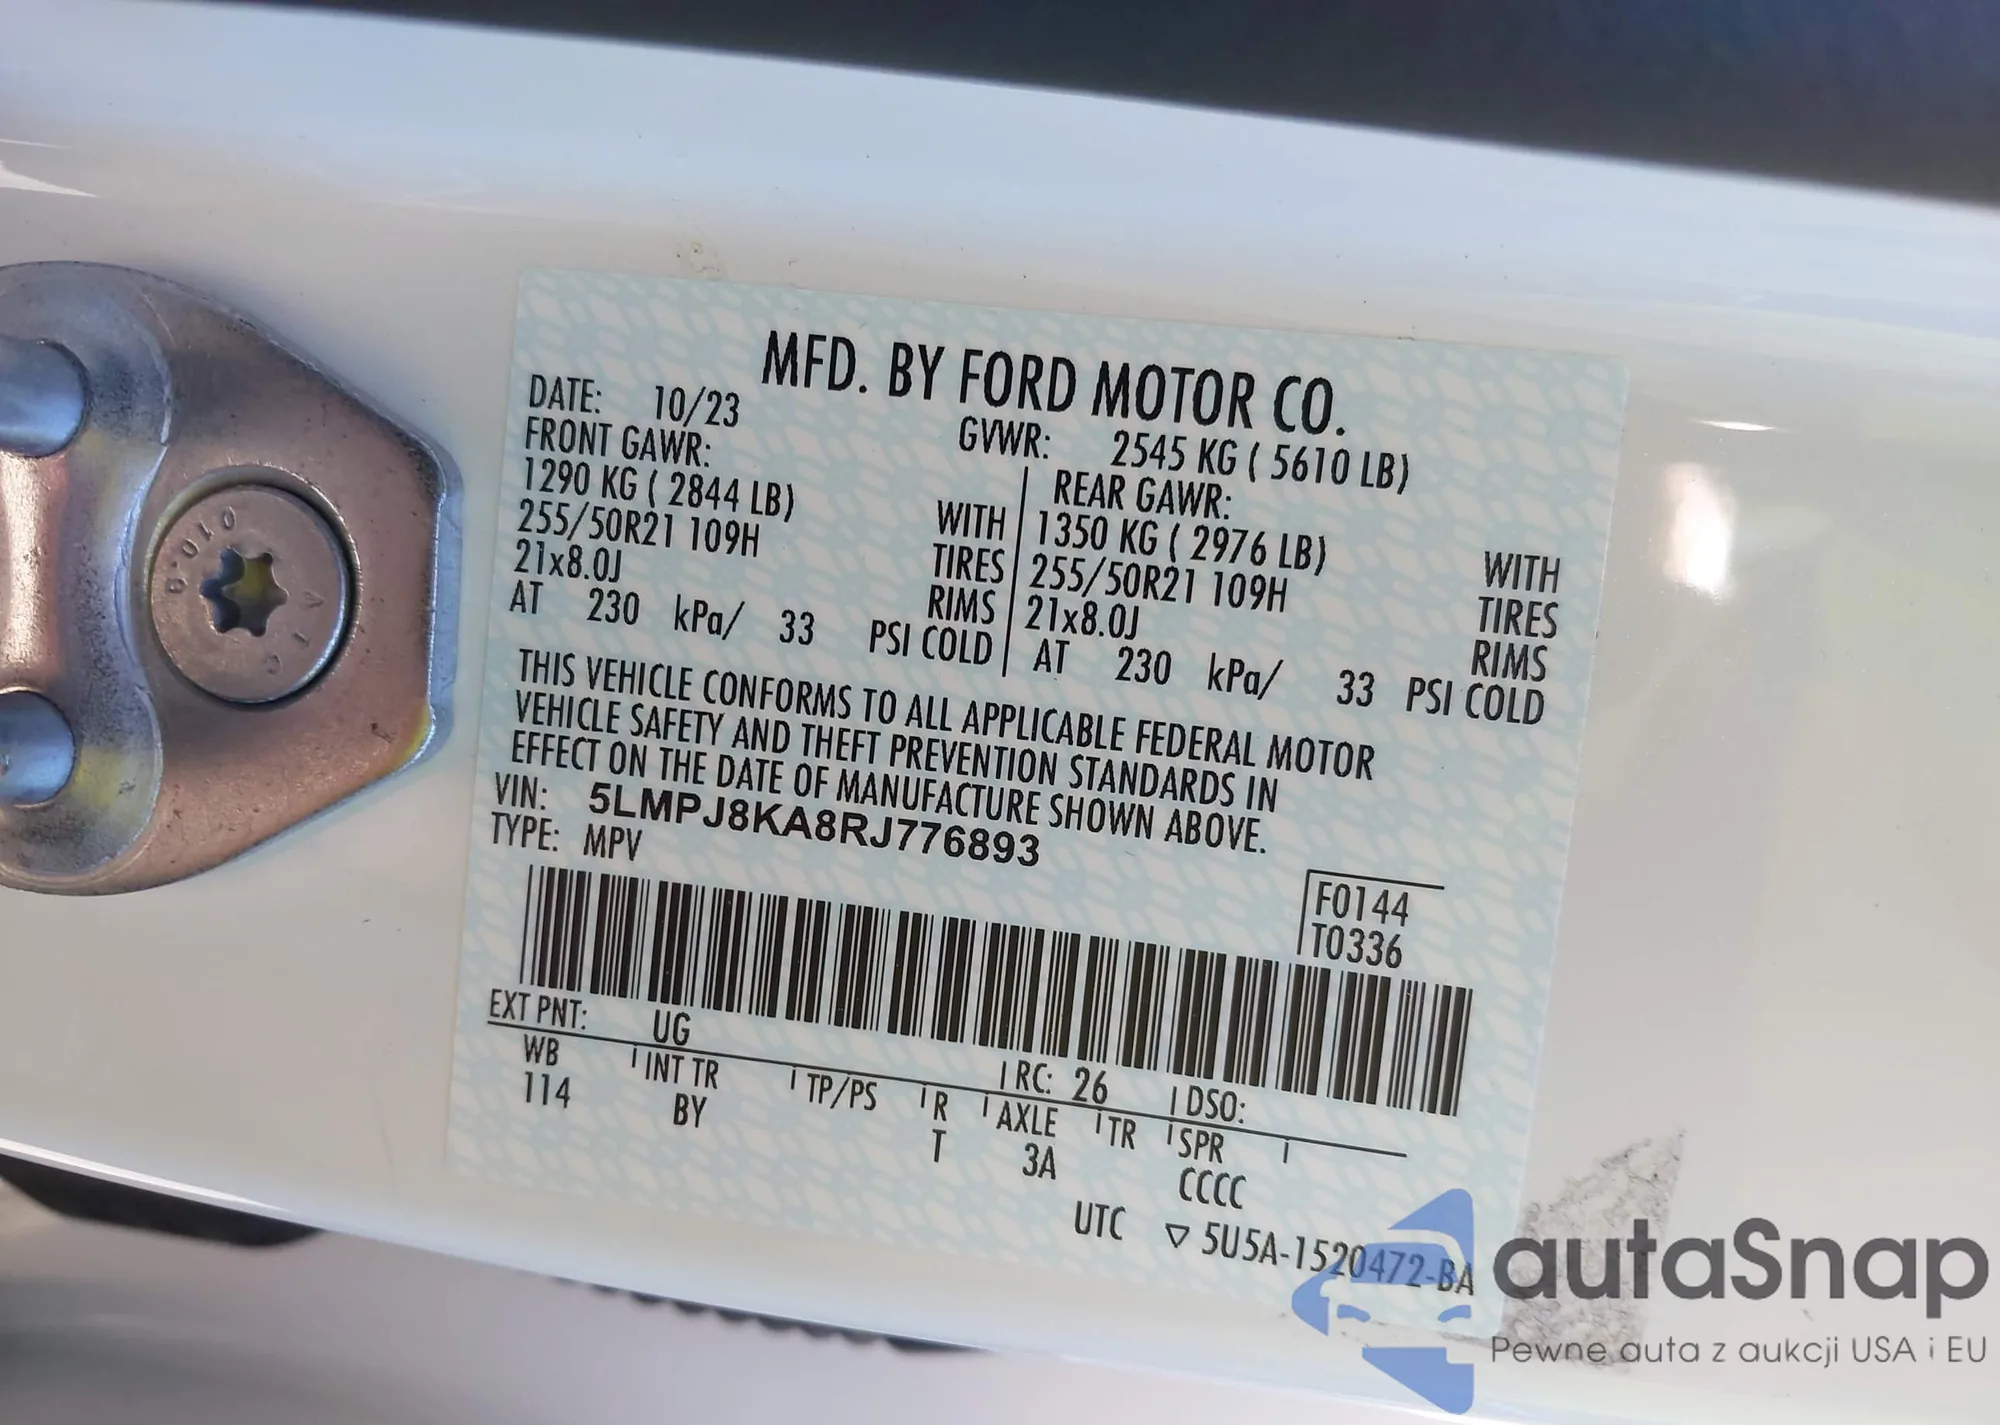 MFD. BY FORD MOTOR CO.
DATE: 10/23 GVWR: 2545 KG ( 5610 LB)
FRONT GAWR: REAR GAWR:
1290 KG ( 2844 LB) WITH 1350 KG ( 2976 LB) WITH
255/50R21 109H TIRES 255/50R21 109H TIRES
21x8.0J RIMS 21x8.0J RIMS
AT 230 kPa/ 33 PSI COLD AT 230 kPa/ 33 PSI COLD
THIS VEHICLE CONFORMS TO ALL APPLICABLE FEDERAL MOTOR
VEHICLE SAFETY AND THEFT PREVENTION STANDARDS IN
EFFECT ON THE DATE OF MANUFACTURE SHOWN ABOVE.
VIN: 5LMPJ8KA8RJ776893
TYPE: MPV
F0144
T0336
EXT PNT: UG RC: 26 DSO:
WB INT TR TP/PS R AXLE TR SPR
114 BY T 3A CCCC
UTC ▽ 5U5A-1520472-BA
autaSnap
Pewne auta z aukcji USA i EU
010.9